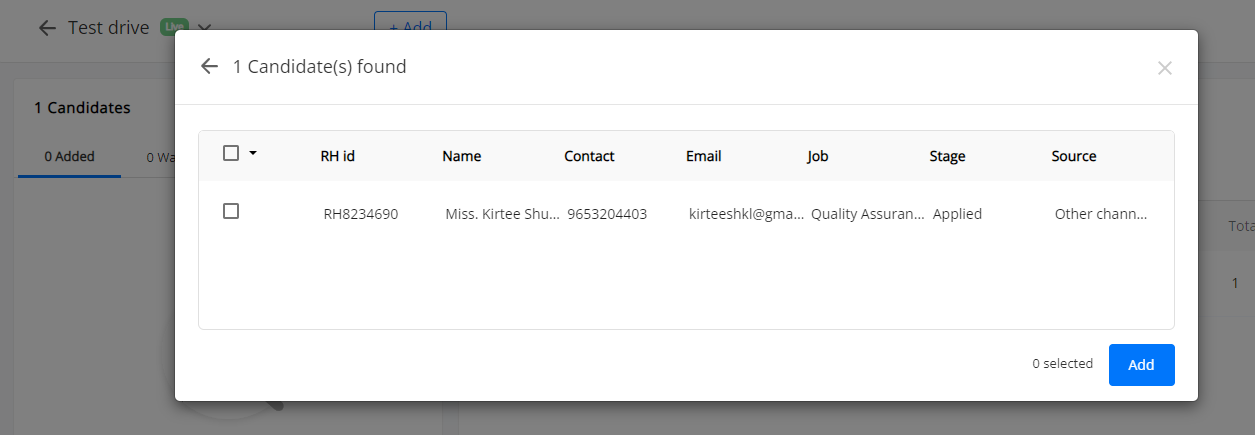 Test drive Live
+ Add
1 Candidate(s) found
1 Candidates
0 Added 0 Wa
RH id Name Contact Email Job Stage Source
RH8234690 Miss. Kirtee Shu... 9653204403 kirteeshkl@gma... Quality Assuran... Applied Other chann...
Tota
1
0 selected Add